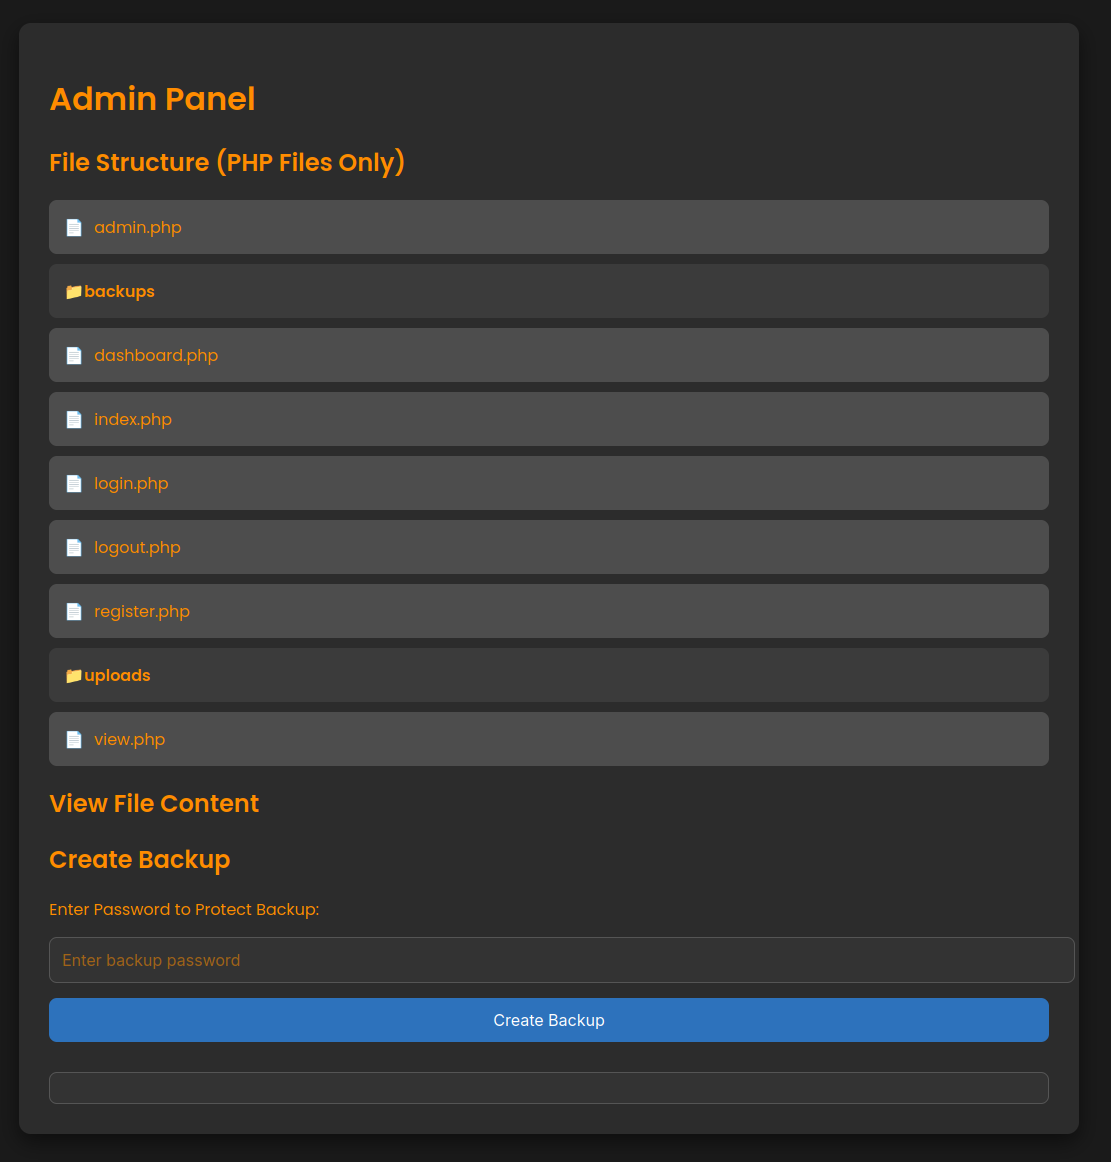 Admin Panel
File Structure (PHP Files Only)
admin.php
backups
dashboard.php
index.php
login.php
logout.php
register.php
uploads
view.php
View File Content
Create Backup
Enter Password to Protect Backup:
Enter backup password
Create Backup